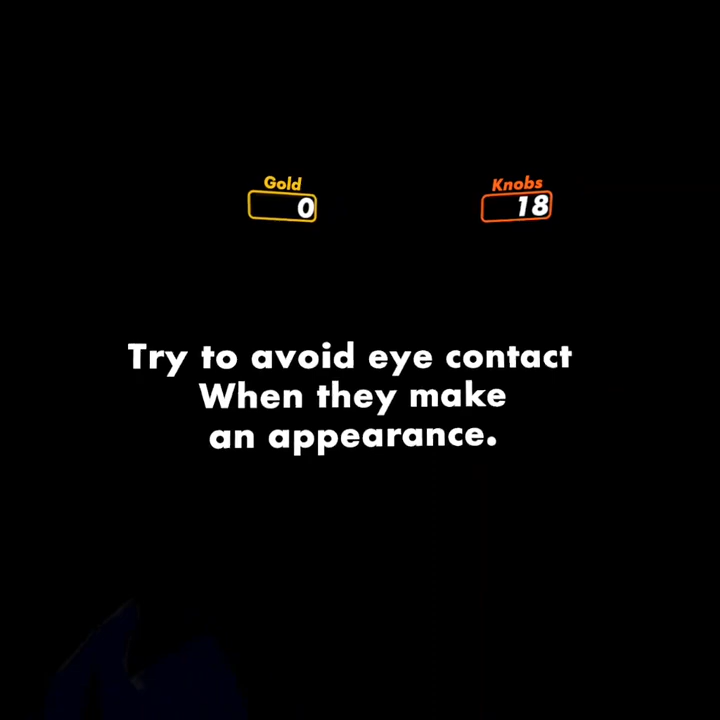 Gold
Knobs
0
18
Try to avoid eye contact
When they make
an appearance.